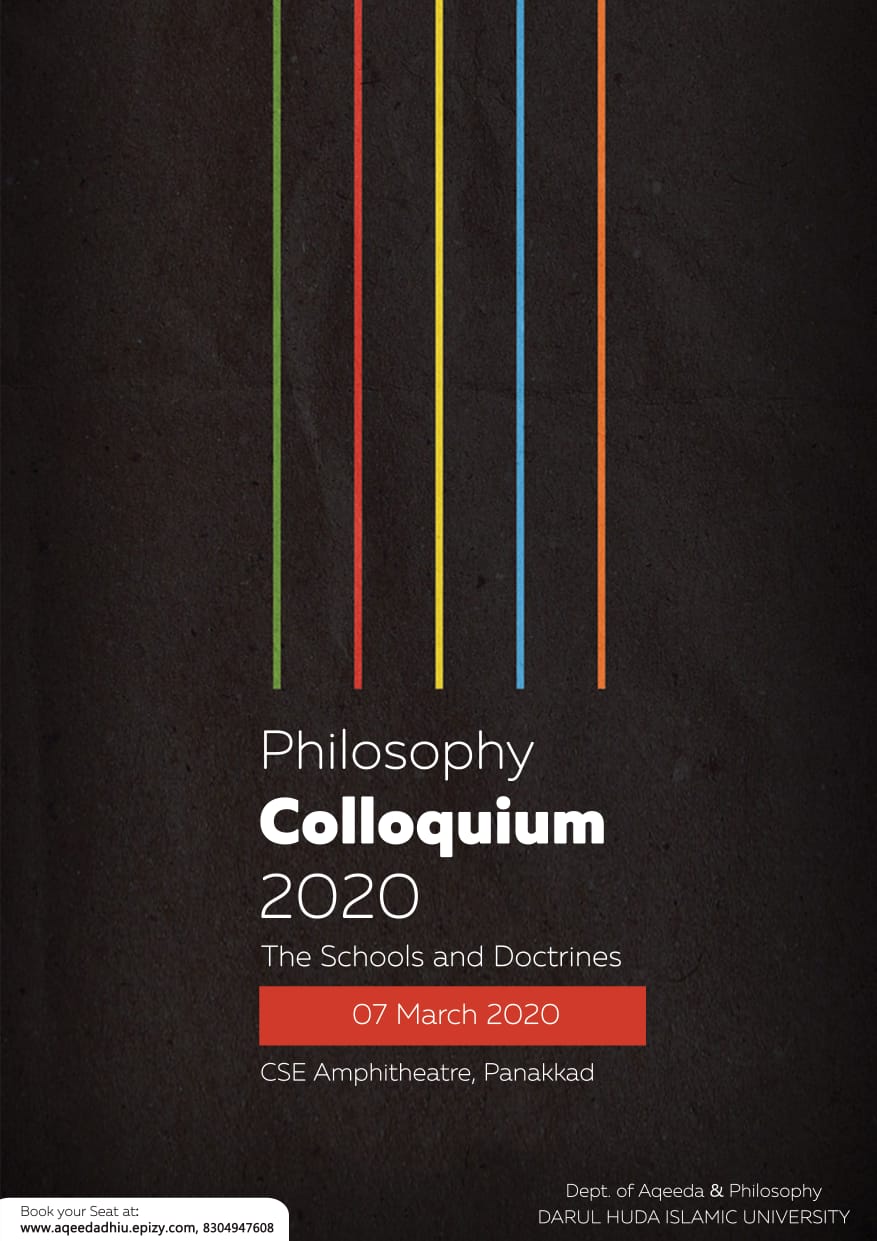 Philosophy
Colloquium
2020
The Schools and Doctrines
07 March 2020
CSE Amphitheatre, Panakkad
Dept. of Aqeeda & Philosophy
DARUL HUDA ISLAMIC UNIVERSITY
Book your Seat at:
www.aqeedadhiu.epizy.com, 8304947608